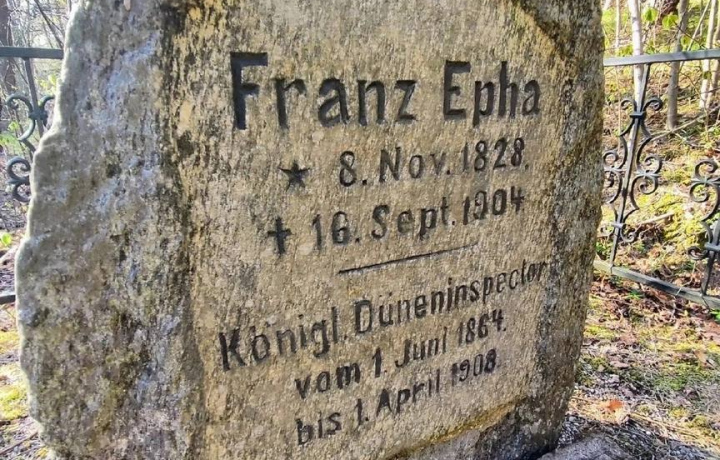 Franz Epha
* 8. Nov. 1828.
† 16. Sept. 1904
Königl. Düneninspector
vom 1. Juni 1864.
bis 1. April 1908